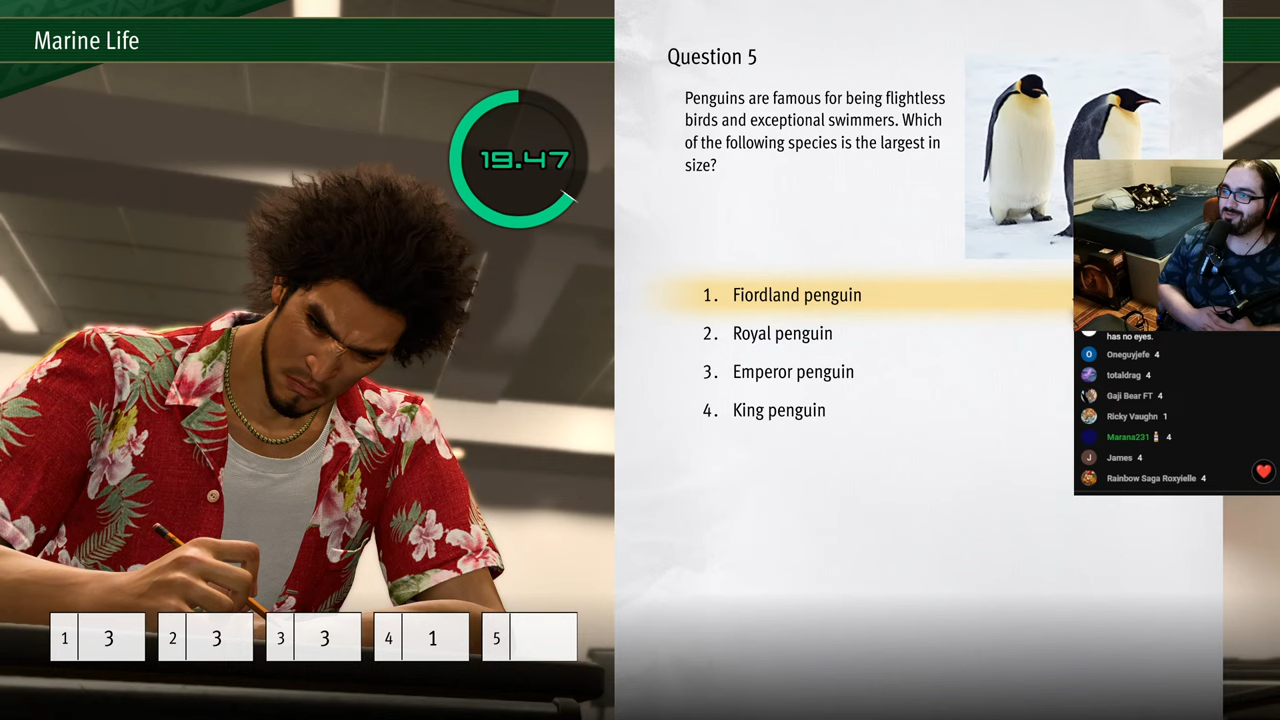 Marine Life
19.47
Question 5
Penguins are famous for being flightless
birds and exceptional swimmers. Which
of the following species is the largest in
size?
1. Fiordland penguin
2. Royal penguin
3. Emperor penguin
4. King penguin
has no eyes.
O Oneguyjefe 4
totaldrag 4
Gaji Bear FT 4
Ricky Vaughn 1
Marana231 4
J James 4
Rainbow Saga Roxyielle 4
1 3 2 3 3 3 4 1 5